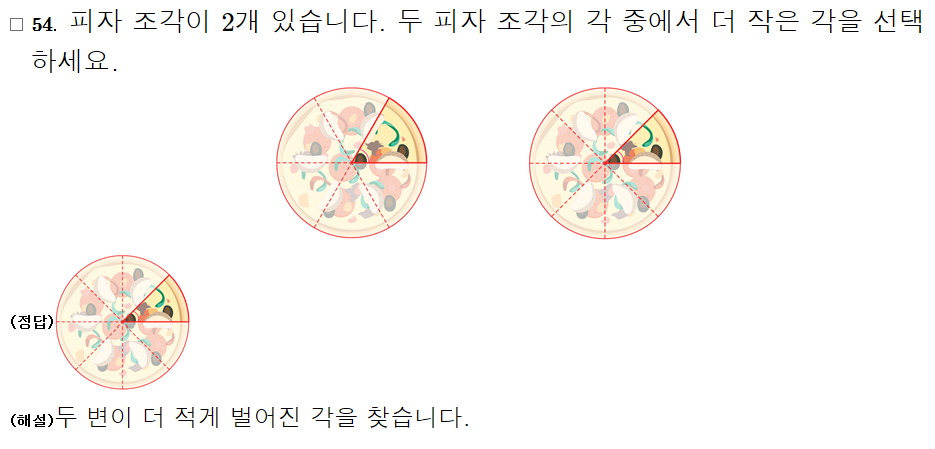 □ 54. 피자 조각이 2개 있습니다. 두 피자 조각의 각 중에서 더 작은 각을 선택
하세요.
(정답)
(해설)두 변이 더 적게 벌어진 각을 찾습니다.